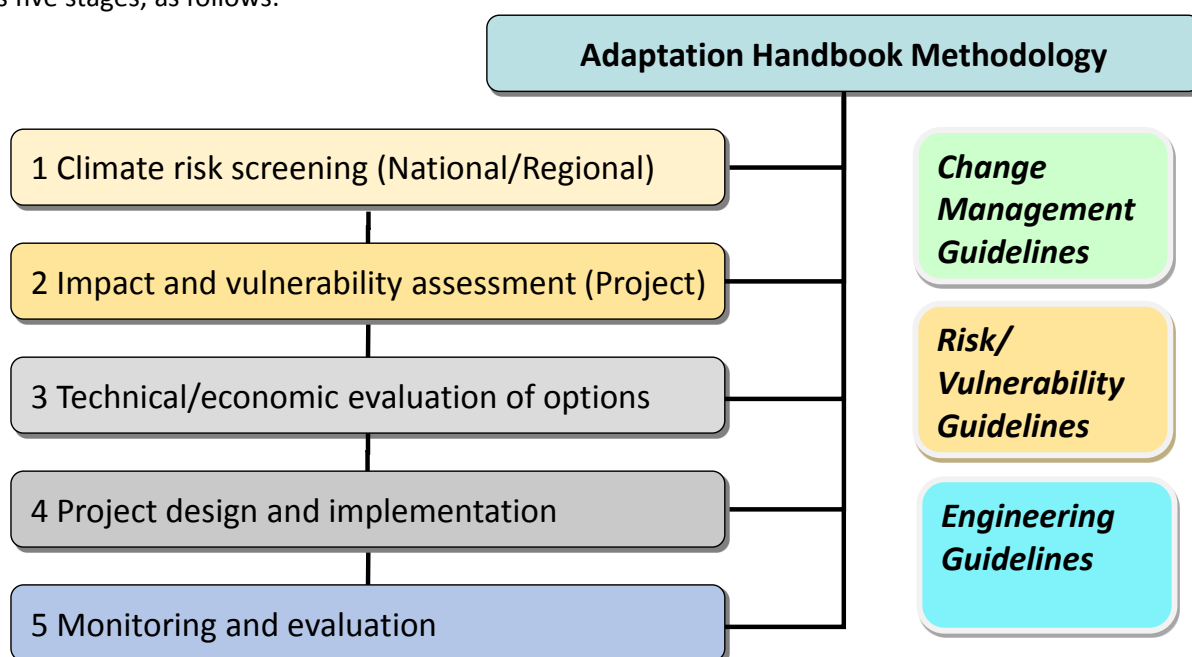 s five stages, as follows:
Adaptation Handbook Methodology
1 Climate risk screening (National/Regional)
2 Impact and vulnerability assessment (Project)
3 Technical/economic evaluation of options
4 Project design and implementation
5 Monitoring and evaluation
Change
Management
Guidelines
Risk/
Vulnerability
Guidelines
Engineering
Guidelines